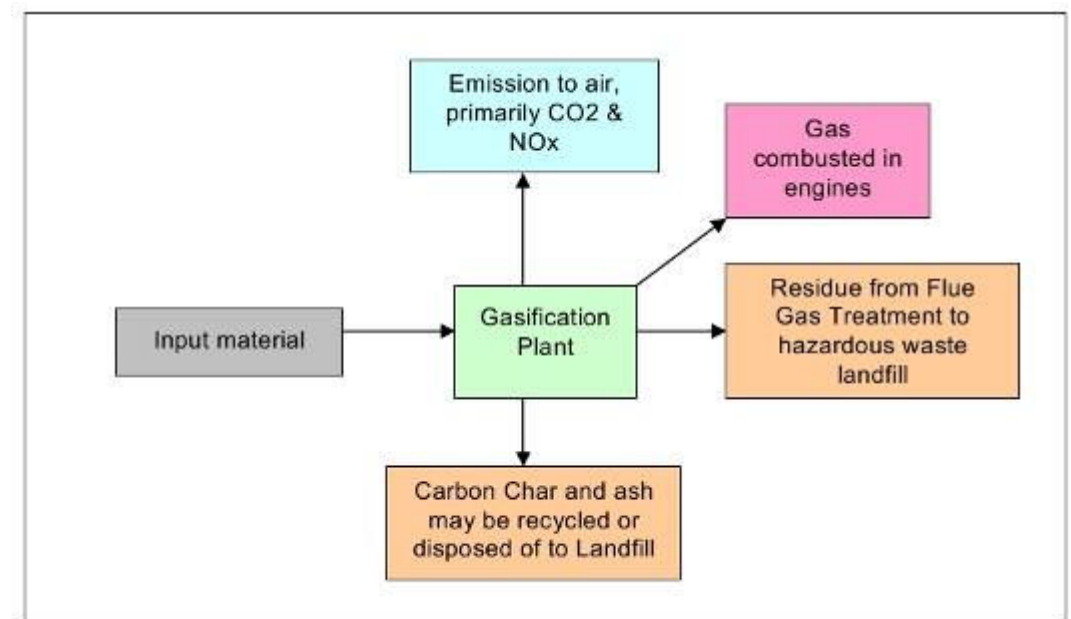 Emission to air,
primarily CO2 &
NOx
Gas
combusted in
engines
Input material
Gasification
Plant
Residue from Flue
Gas Treatment to
hazardous waste
landfill
Carbon Char and ash
may be recycled or
disposed of to Landfill